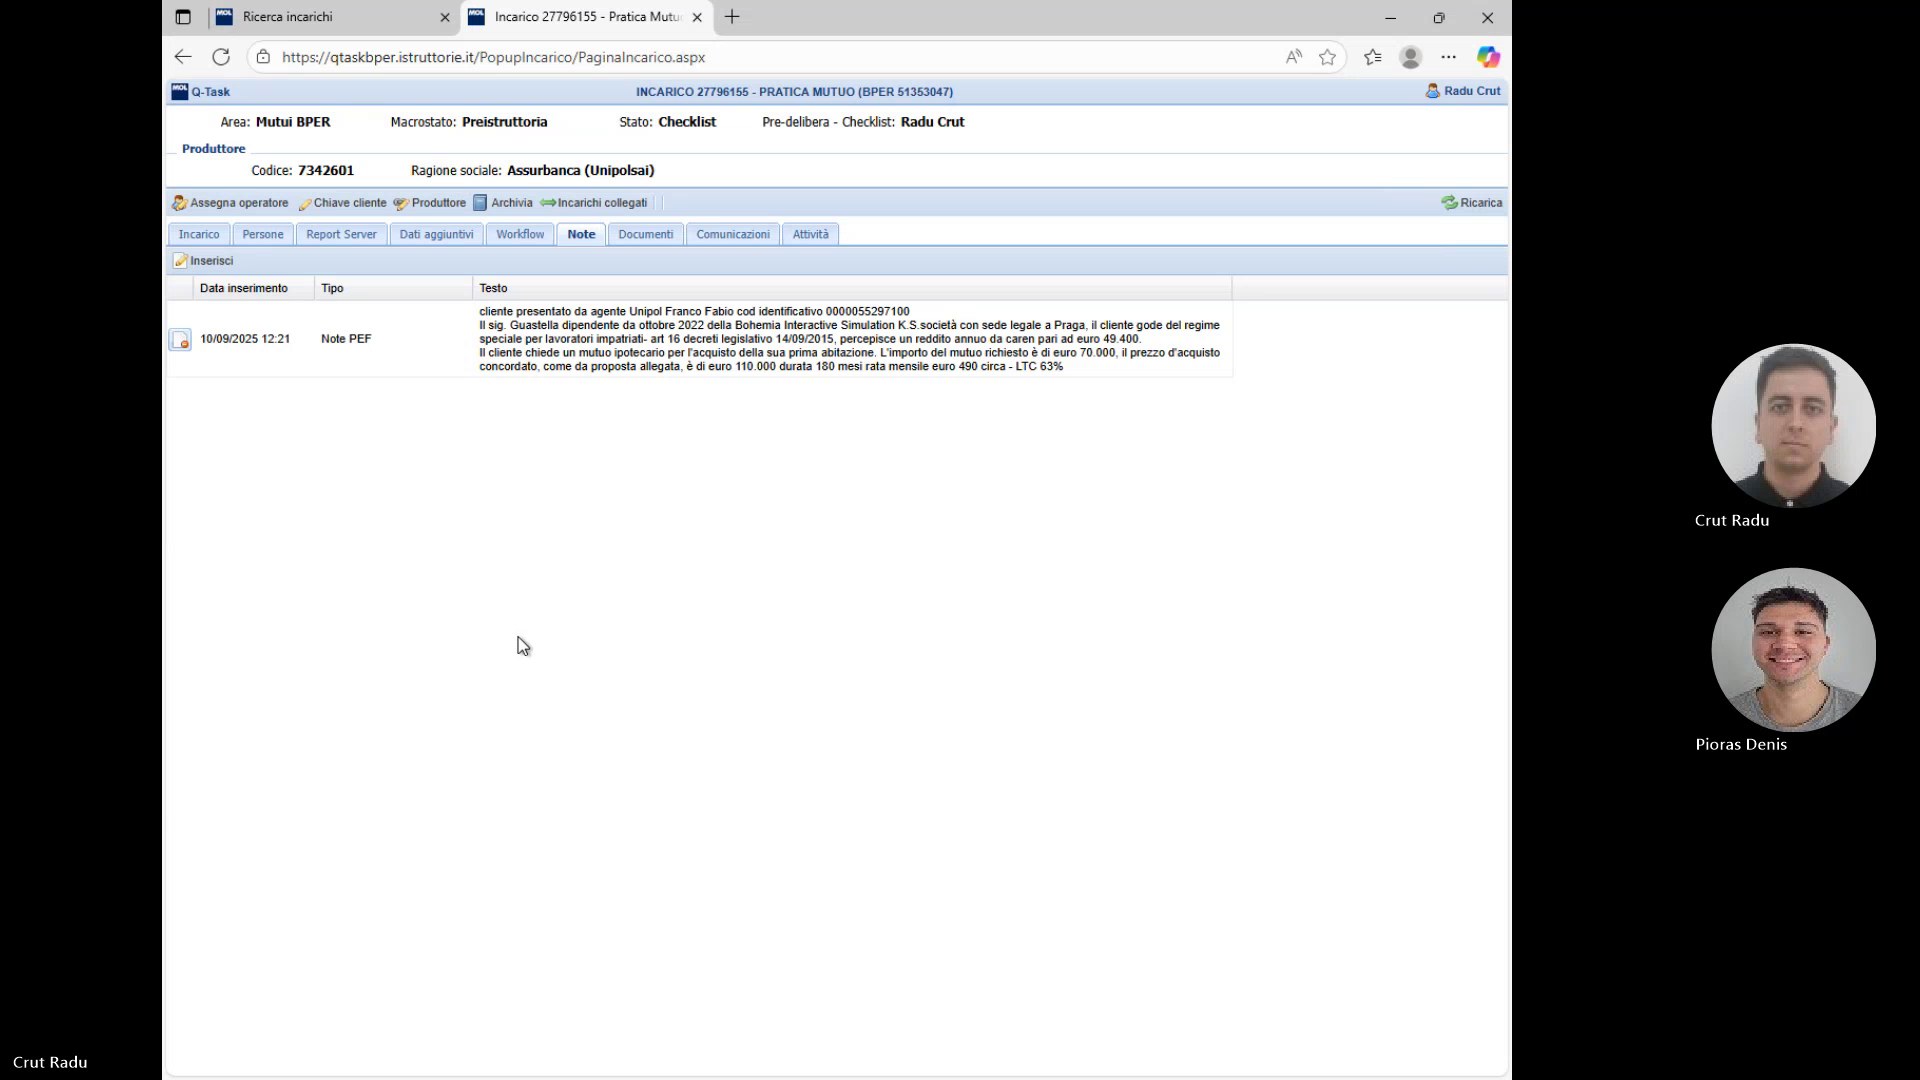 Ricerca incarichi
Incarico 27796155 - Pratica Mutu
https://qtaskbper.istruttorie.it/PopupIncarico/PaginaIncarico.aspx
MOL Q-Task
INCARICO 27796155 - PRATICA MUTUO (BPER 51353047)
Radu Crut
Area: Mutui BPER Macrostato: Preistruttoria Stato: Checklist Pre-delibera - Checklist: Radu Crut
Produttore
Codice: 7342601 Ragione sociale: Assurbanca (Unipolsai)
Assegna operatore Chiave cliente Produttore Archivia Incarichi collegati Ricarica
Incarico Persone Report Server Dati aggiuntivi Workflow Note Documenti Comunicazioni Attività
Inserisci
Data inserimento Tipo Testo
10/09/2025 12:21 Note PEF
cliente presentato da agente Unipol Franco Fabio cod identificativo 0000055297100
Il sig. Guastella dipendente da ottobre 2022 della Bohemia Interactive Simulation K.S.società con sede legale a Praga, il cliente gode del regime
speciale per lavoratori impatriati- art 16 decreti legislativo 14/09/2015, percepisce un reddito annuo da caren pari ad euro 49.400.
Il cliente chiede un mutuo ipotecario per l'acquisto della sua prima abitazione. L'importo del mutuo richiesto è di euro 70.000, il prezzo d'acquisto
concordato, come da proposta allegata, è di euro 110.000 durata 180 mesi rata mensile euro 490 circa - LTC 63%
Crut Radu
Pioras Denis
Crut Radu